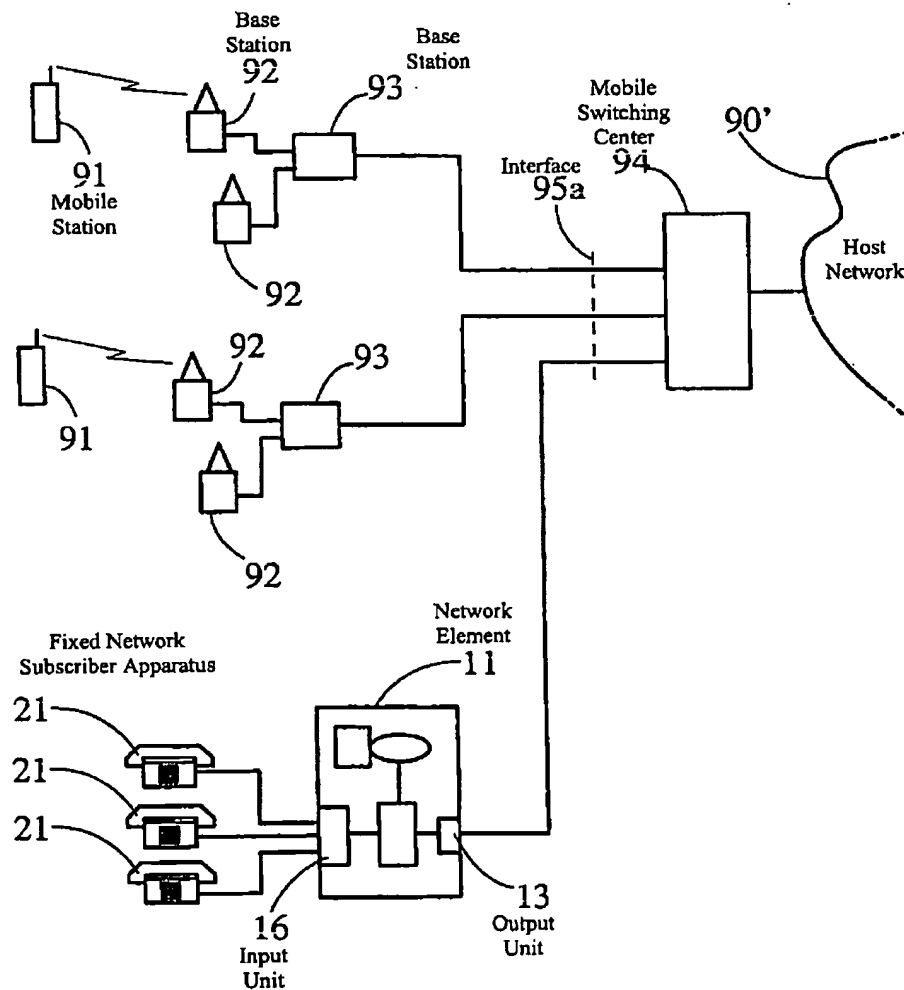 Base
Station
92
Base
Station
93
91
Mobile
Station
92
Mobile
Switching
Center
94
90'
Interface
95a
Host
Network
91
92
93
92
Fixed Network
Subscriber Apparatus
21
21
21
Network
Element
11
16
Input
Unit
13
Output
Unit